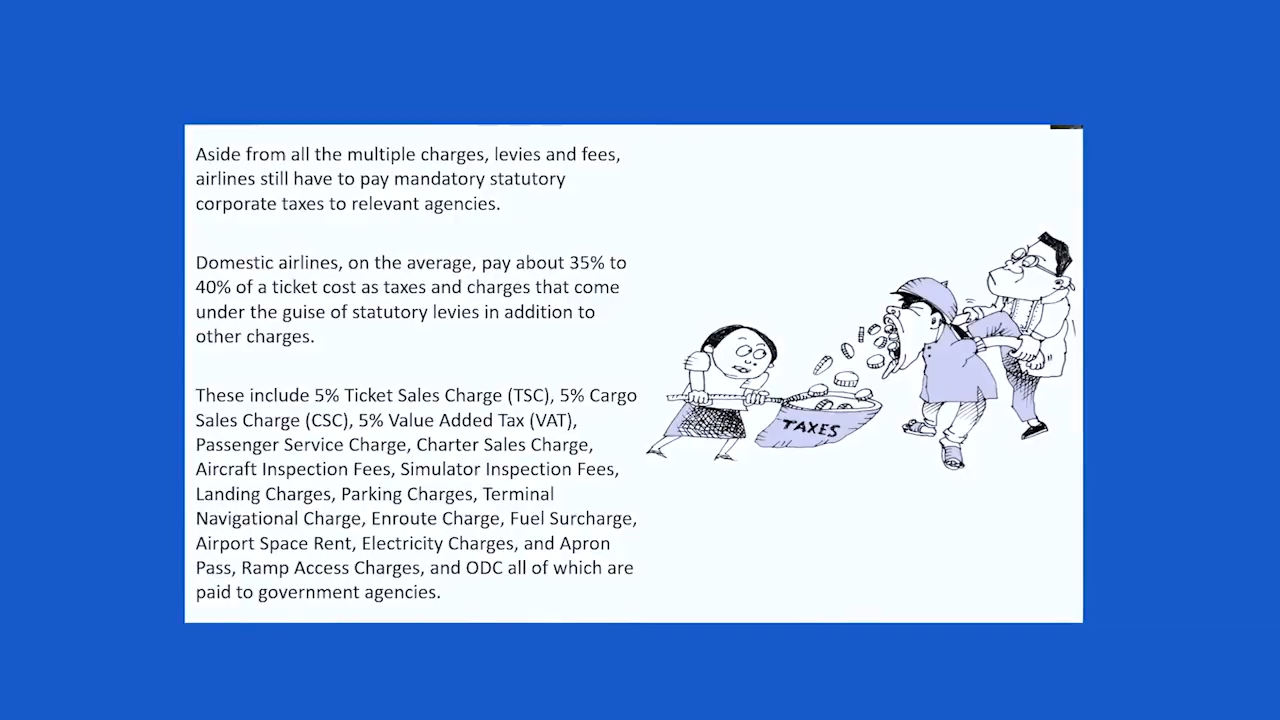 Aside from all the multiple charges, levies and fees,
airlines still have to pay mandatory statutory
corporate taxes to relevant agencies.
Domestic airlines, on the average, pay about 35% to
40% of a ticket cost as taxes and charges that come
under the guise of statutory levies in addition to
other charges.
These include 5% Ticket Sales Charge (TSC), 5% Cargo
Sales Charge (CSC), 5% Value Added Tax (VAT),
Passenger Service Charge, Charter Sales Charge,
Aircraft Inspection Fees, Simulator Inspection Fees,
Landing Charges, Parking Charges, Terminal
Navigational Charge, Enroute Charge, Fuel Surcharge,
Airport Space Rent, Electricity Charges, and Apron
Pass, Ramp Access Charges, and ODC all of which are
paid to government agencies.
TAXES